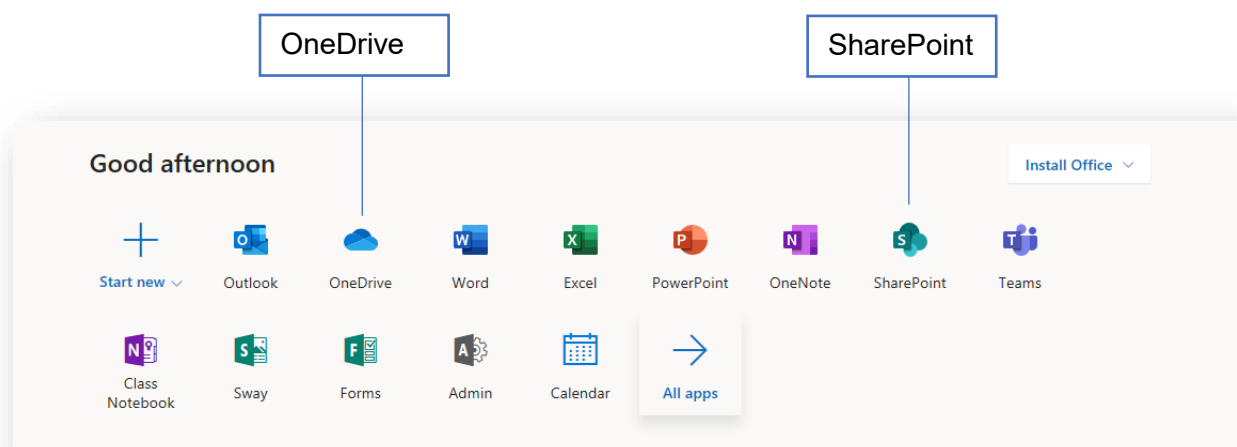 OneDrive
SharePoint
Good afternoon
Install Office
Start new
Outlook
OneDrive
Word
Excel
PowerPoint
OneNote
SharePoint
Teams
Class
Notebook
Sway
Forms
Admin
Calendar
All apps